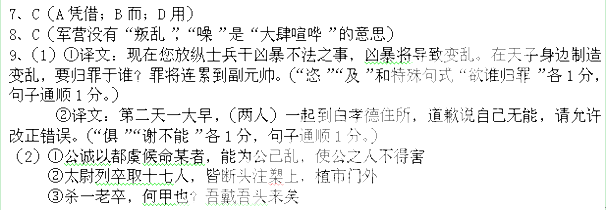 7、C（A 凭借；B 而；D 用）
8、C（军营没有“叛乱”，“噪”是“大肆喧哗”的意思）
9、（1）①译文：现在您放纵士兵干凶暴不法之事，凶暴将导致变乱。在天子身边制造
变乱，要归罪于谁？罪将连累到副元帅。（“恣”“及”和特殊句式“欲谁归罪”各1分，
句子通顺1分。）
②译文：第二天一大早，（两人）一起到白孝德住所，道歉说自己无能，请允许
改正错误。（“俱”“谢不能”各1分，句子通顺1分。）
（2）①公诚以都虞候命某者，能为公已乱，使公之人不得害
②太尉列卒取十七人，皆断头注槊上，植市门外
③杀一老卒，何甲也？吾戴吾头来矣